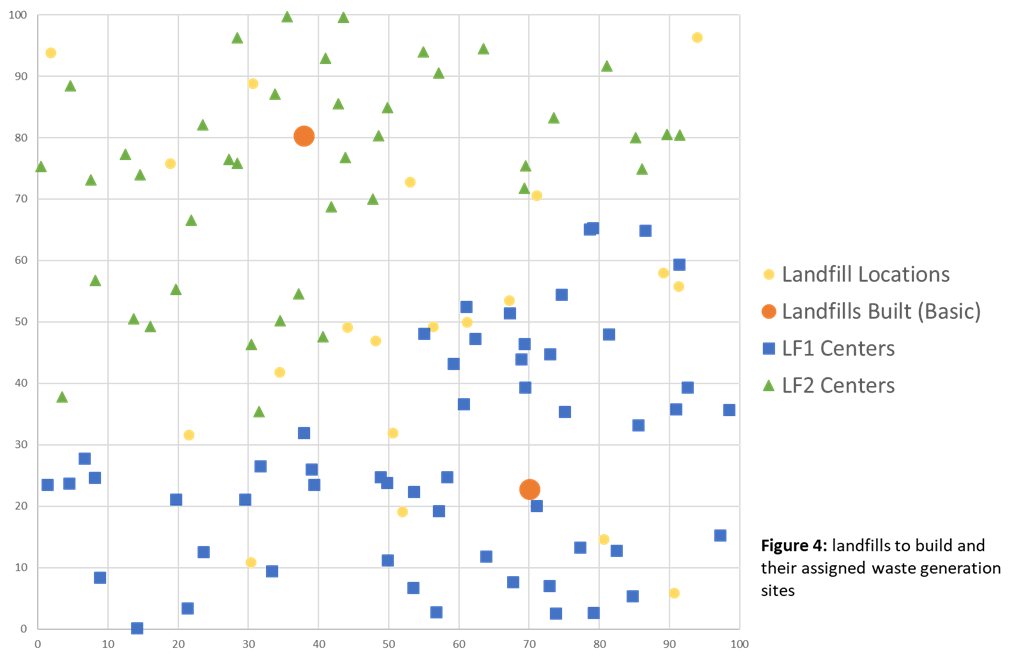 100
90
80
70
60
50
40
30
20
10
0
0 10 20 30 40 50 60 70 80 90 100
Landfill Locations
Landfills Built (Basic)
LF1 Centers
LF2 Centers
Figure 4: landfills to build and
their assigned waste generation
sites